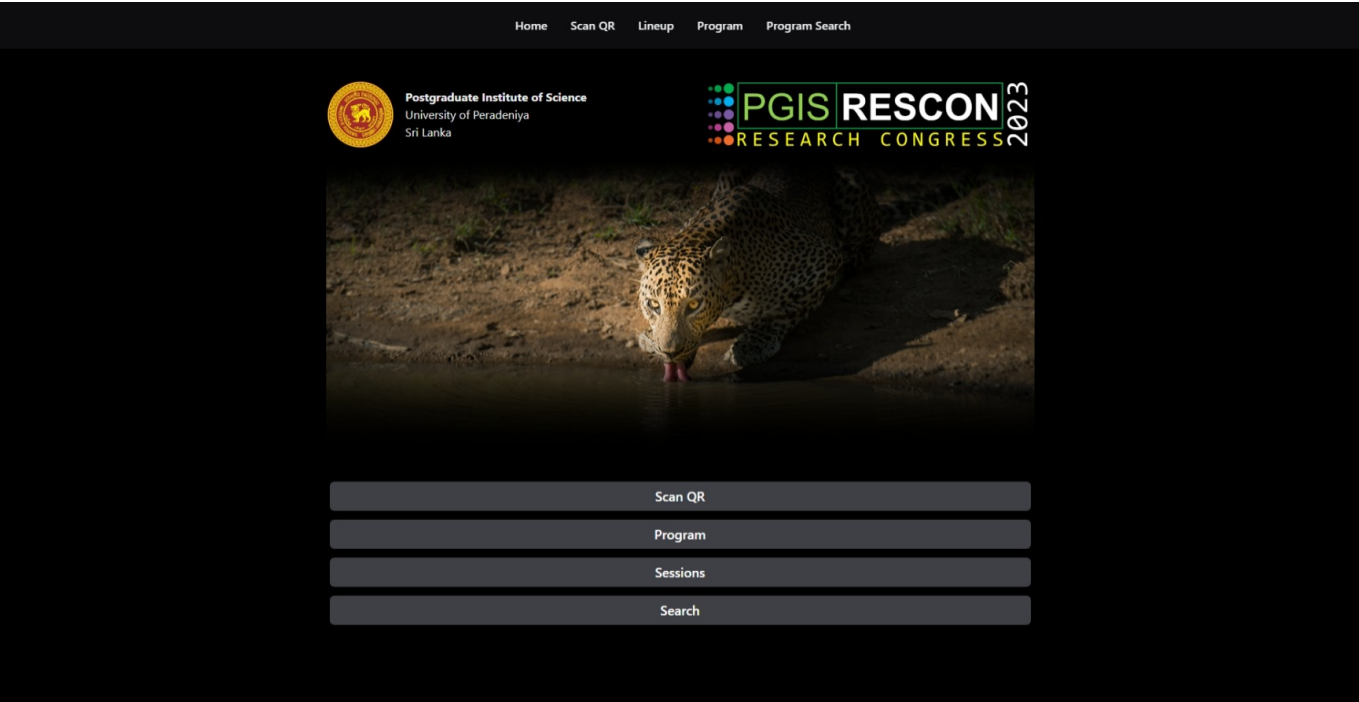 Home Scan QR Lineup Program Program Search
Postgraduate Institute of Science
University of Peradeniya
Sri Lanka
PGIS RESCON
RESEARCH CONGRESS
2023
Scan QR
Program
Sessions
Search